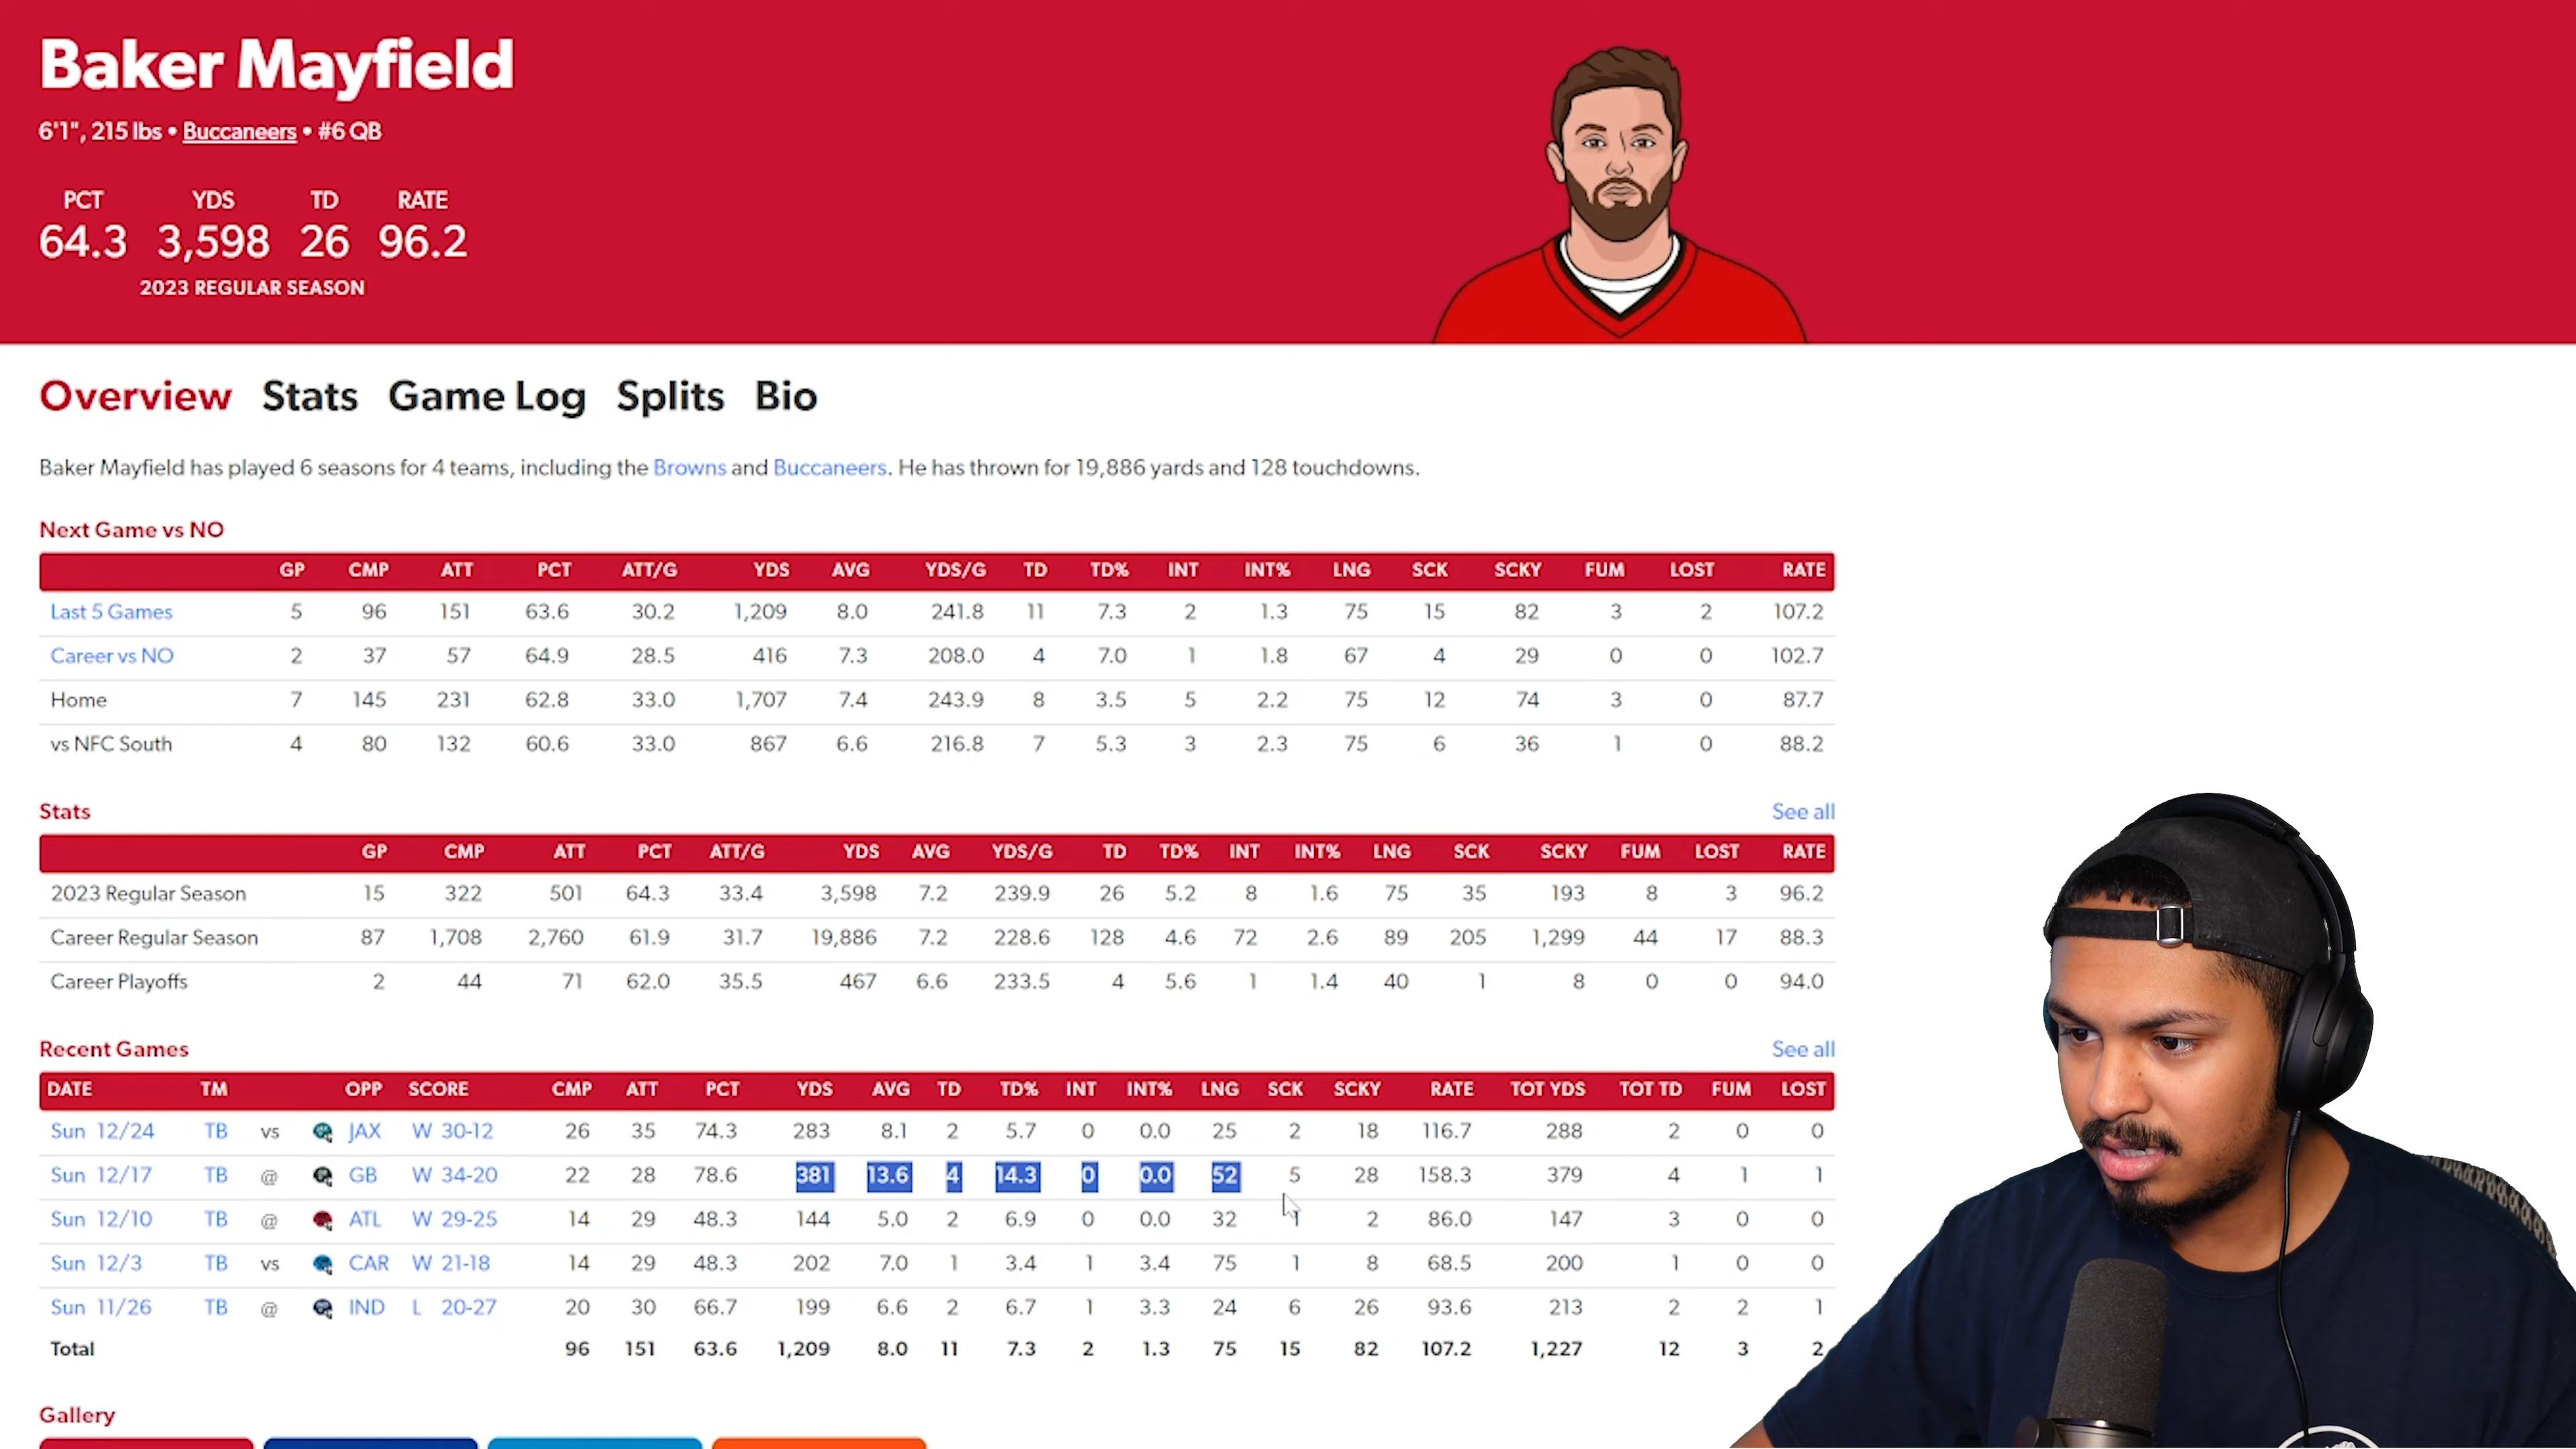 Baker Mayfield
6'1", 215 lbs • Buccaneers • #6 QB
PCT YDS TD RATE
64.3 3,598 26 96.2
2023 REGULAR SEASON
Overview Stats Game Log Splits Bio
Baker Mayfield has played 6 seasons for 4 teams, including the Browns and Buccaneers. He has thrown for 19,886 yards and 128 touchdowns.
Next Game vs NO
GP CMP ATT PCT ATT/G YDS AVG YDS/G TD TD% INT INT% LNG SCK SCKY FUM LOST RATE
Last 5 Games 5 96 151 63.6 30.2 1,209 8.0 241.8 11 7.3 2 1.3 75 15 82 3 2 107.2
Career vs NO 2 37 57 64.9 28.5 416 7.3 208.0 4 7.0 1 1.8 67 4 29 0 0 102.7
Home 7 145 231 62.8 33.0 1,707 7.4 243.9 8 3.5 5 2.2 75 12 74 3 0 87.7
vs NFC South 4 80 132 60.6 33.0 867 6.6 216.8 7 5.3 3 2.3 75 6 36 1 0 88.2
Stats See all
GP CMP ATT PCT ATT/G YDS AVG YDS/G TD TD% INT INT% LNG SCK SCKY FUM LOST RATE
2023 Regular Season 15 322 501 64.3 33.4 3,598 7.2 239.9 26 5.2 8 1.6 75 35 193 8 3 96.2
Career Regular Season 87 1,708 2,760 61.9 31.7 19,886 7.2 228.6 128 4.6 72 2.6 89 205 1,299 44 17 88.3
Career Playoffs 2 44 71 62.0 35.5 467 6.6 233.5 4 5.6 1 1.4 40 1 8 0 0 94.0
Recent Games See all
DATE TM OPP SCORE CMP ATT PCT YDS AVG TD TD% INT INT% LNG SCK SCKY RATE TOT YDS TOT TD FUM LOST
Sun 12/24 TB vs JAX W 30-12 26 35 74.3 283 8.1 2 5.7 0 0.0 25 2 18 116.7 288 2 0 0
Sun 12/17 TB @ GB W 34-20 22 28 78.6 381 13.6 4 14.3 0 0.0 52 5 28 158.3 379 4 1 1
Sun 12/10 TB @ ATL W 29-25 14 29 48.3 144 5.0 2 6.9 0 0.0 32 1 2 86.0 147 3 0 0
Sun 12/3 TB vs CAR W 21-18 14 29 48.3 202 7.0 1 3.4 1 3.4 75 1 8 68.5 200 1 0 0
Sun 11/26 TB @ IND L 20-27 20 30 66.7 199 6.6 2 6.7 1 3.3 24 6 26 93.6 213 2 2 1
Total 96 151 63.6 1,209 8.0 11 7.3 2 1.3 75 15 82 107.2 1,227 12 3 2
Gallery